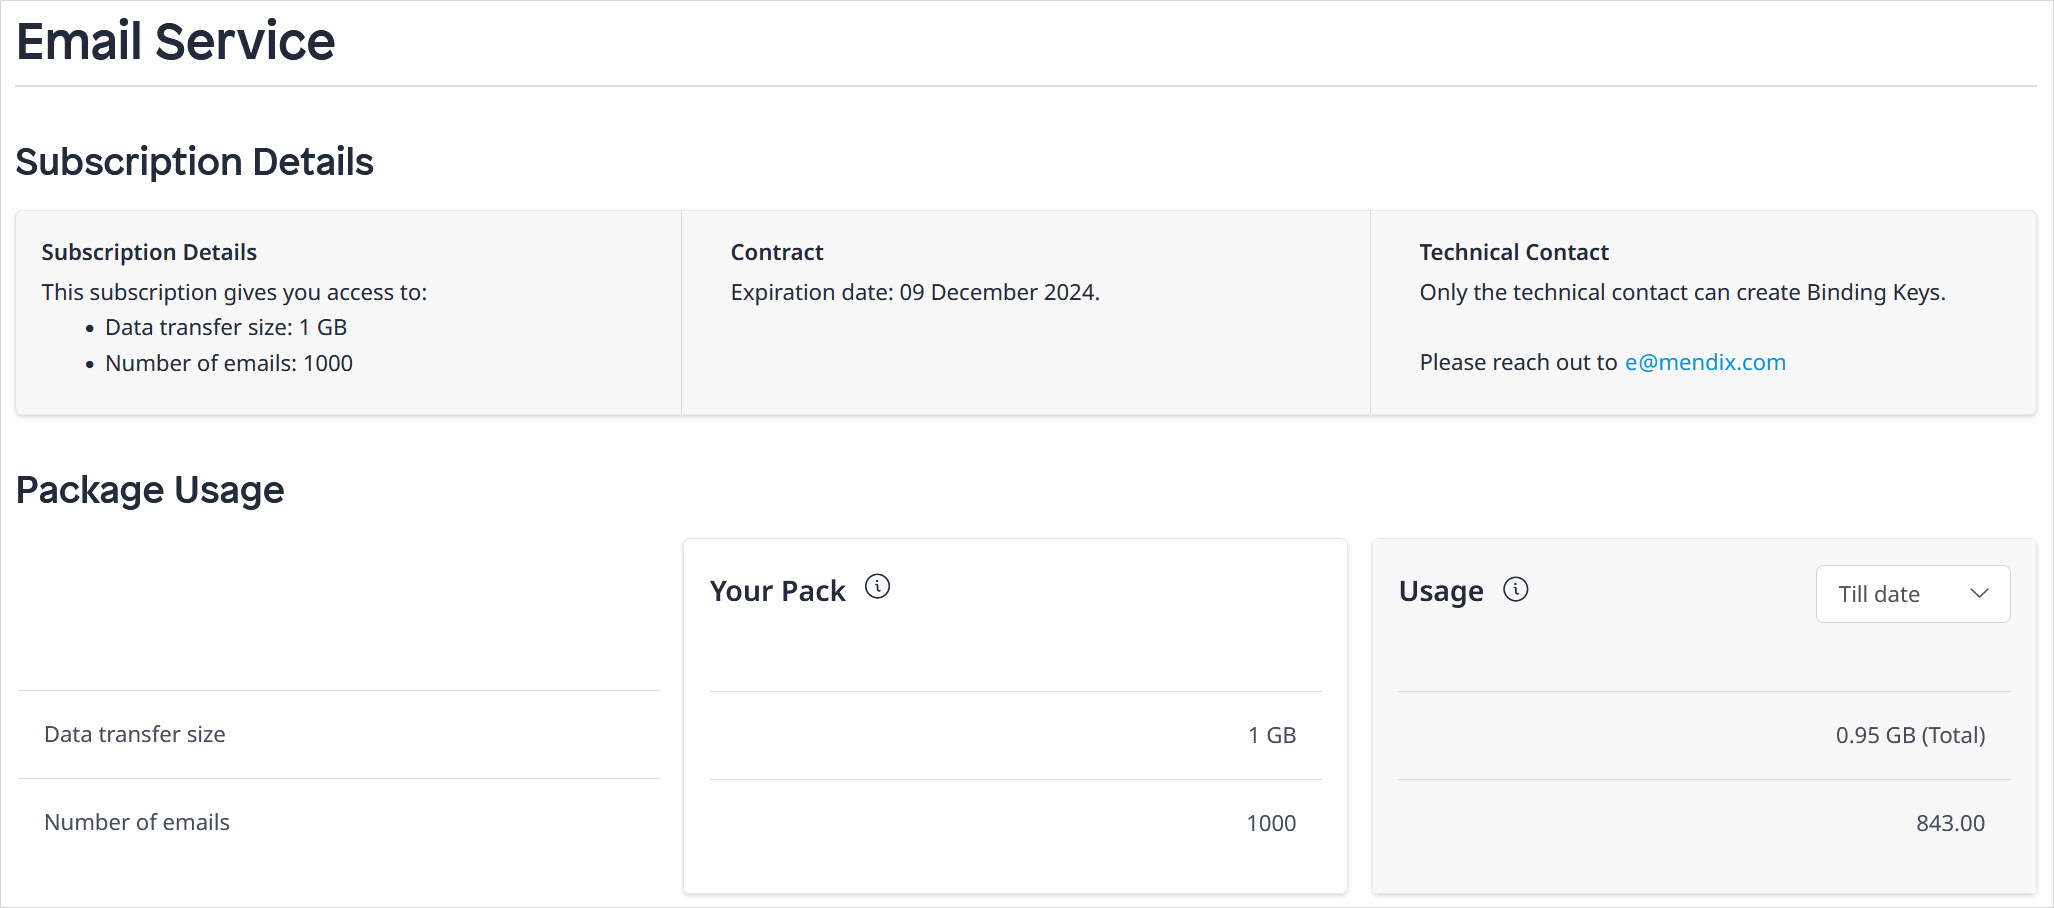 Email Service
Subscription Details
Subscription Details
This subscription gives you access to:
• Data transfer size: 1 GB
• Number of emails: 1000
Contract
Expiration date: 09 December 2024.
Technical Contact
Only the technical contact can create Binding Keys.
Please reach out to e@mendix.com
Package Usage
Your Pack
Usage
Till date
Data transfer size
1 GB
0.95 GB (Total)
Number of emails
1000
843.00